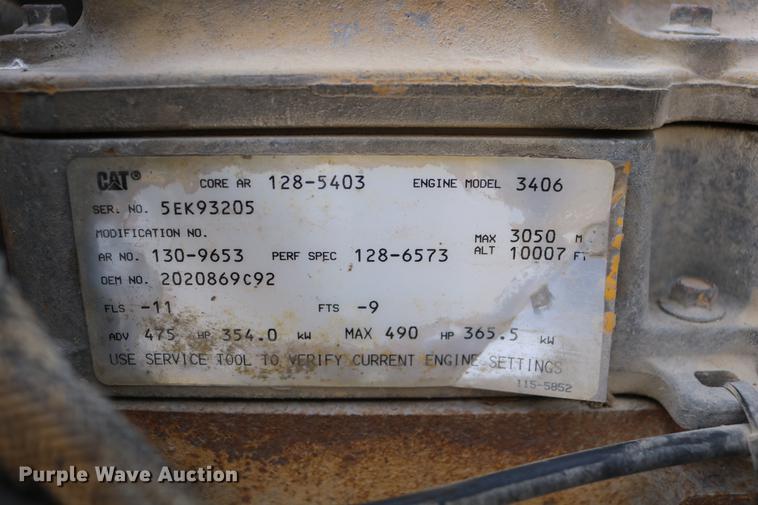 CAT® CORE AR 128-5403 ENGINE MODEL 3406
SER. NO. 5EK93205
MODIFICATION NO.
AR NO. 130-9653 PERF SPEC 128-6573 MAX ALT 3050 M 10007 FT
OEM NO. 2020869C92
FLS -11 FTS -9
ADV 475 HP 354.0 kW MAX 490 HP 365.5 kW
USE SERVICE TOOL TO VERIFY CURRENT ENGINE SETTINGS
115-5852
Purple Wave Auction